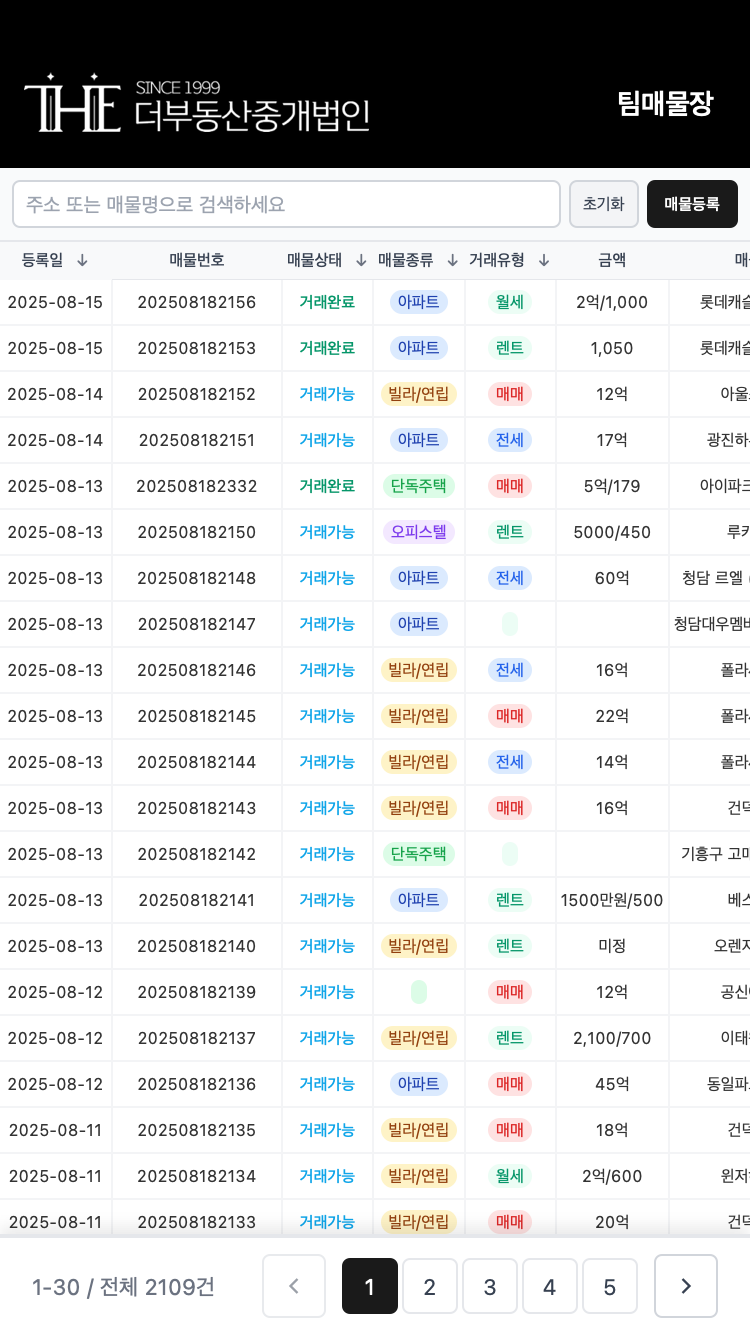 THE SINCE 1999 더부동산중개법인
팀매물장
주소 또는 매물명으로 검색하세요 초기화 매물등록
등록일 ↓ 매물번호 매물상태 ↓ 매물종류 ↓ 거래유형 ↓ 금액 매
2025-08-15 202508182156 거래완료 아파트 월세 2억/1,000 롯데캐슬
2025-08-15 202508182153 거래완료 아파트 렌트 1,050 롯데캐슬
2025-08-14 202508182152 거래가능 빌라/연립 매매 12억 아울
2025-08-14 202508182151 거래가능 아파트 전세 17억 광진하
2025-08-13 202508182332 거래완료 단독주택 매매 5억/179 아이파크
2025-08-13 202508182150 거래가능 오피스텔 렌트 5000/450 루카
2025-08-13 202508182148 거래가능 아파트 전세 60억 청담 르엘
2025-08-13 202508182147 거래가능 아파트 청담대우멤버
2025-08-13 202508182146 거래가능 빌라/연립 전세 16억 폴라
2025-08-13 202508182145 거래가능 빌라/연립 매매 22억 폴라
2025-08-13 202508182144 거래가능 빌라/연립 전세 14억 폴라
2025-08-13 202508182143 거래가능 빌라/연립 매매 16억 건덕
2025-08-13 202508182142 거래가능 단독주택 기흥구 고매
2025-08-13 202508182141 거래가능 아파트 렌트 1500만원/500 베스
2025-08-13 202508182140 거래가능 빌라/연립 렌트 미정 오렌지
2025-08-12 202508182139 거래가능 매매 12억 공신
2025-08-12 202508182137 거래가능 빌라/연립 렌트 2,100/700 이태
2025-08-12 202508182136 거래가능 아파트 매매 45억 동일파
2025-08-11 202508182135 거래가능 빌라/연립 매매 18억 건덕
2025-08-11 202508182134 거래가능 빌라/연립 월세 2억/600 윈저
2025-08-11 202508182133 거래가능 빌라/연립 매매 20억 건덕
1-30 / 전체 2109건 < 1 2 3 4 5 >